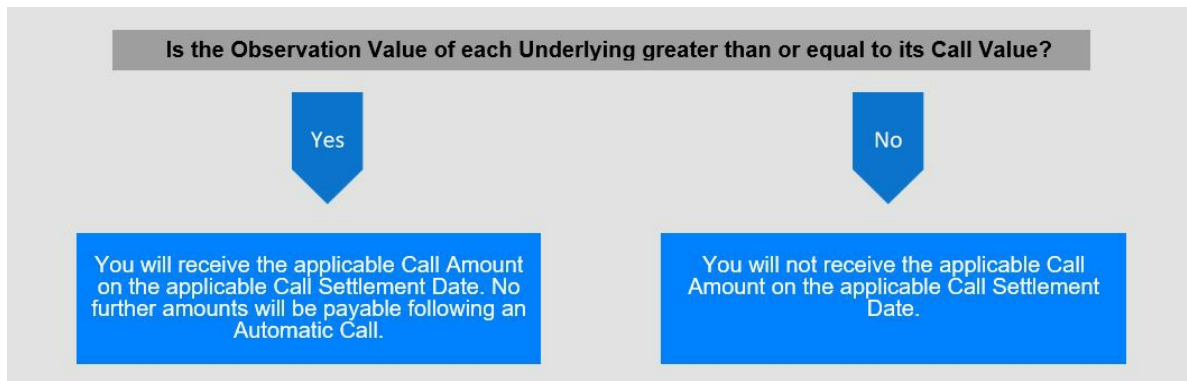 Is the Observation Value of each Underlying greater than or equal to its Call Value?
Yes
No
You will receive the applicable Call Amount
on the applicable Call Settlement Date. No
further amounts will be payable following an
Automatic Call.
You will not receive the applicable Call
Amount on the applicable Call Settlement
Date.